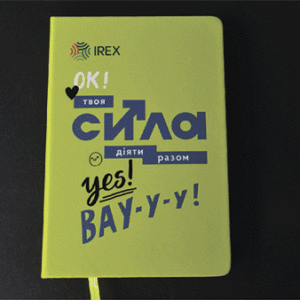 IREX
OK!
твоя
СИЛА
діяти
разом
yes!
ВАУ-у-у!